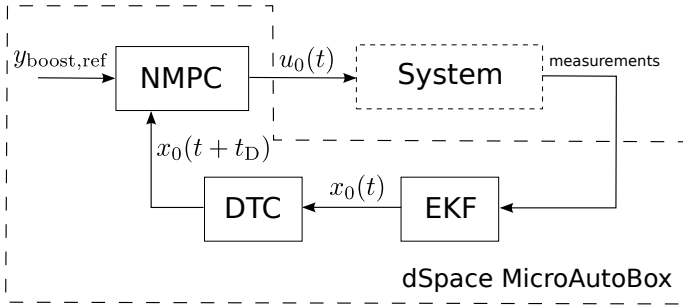 y_boost,ref
NMPC
u_0(t)
System
measurements
x_0(t + t_D)
DTC
x_0(t)
EKF
dSpace MicroAutoBox